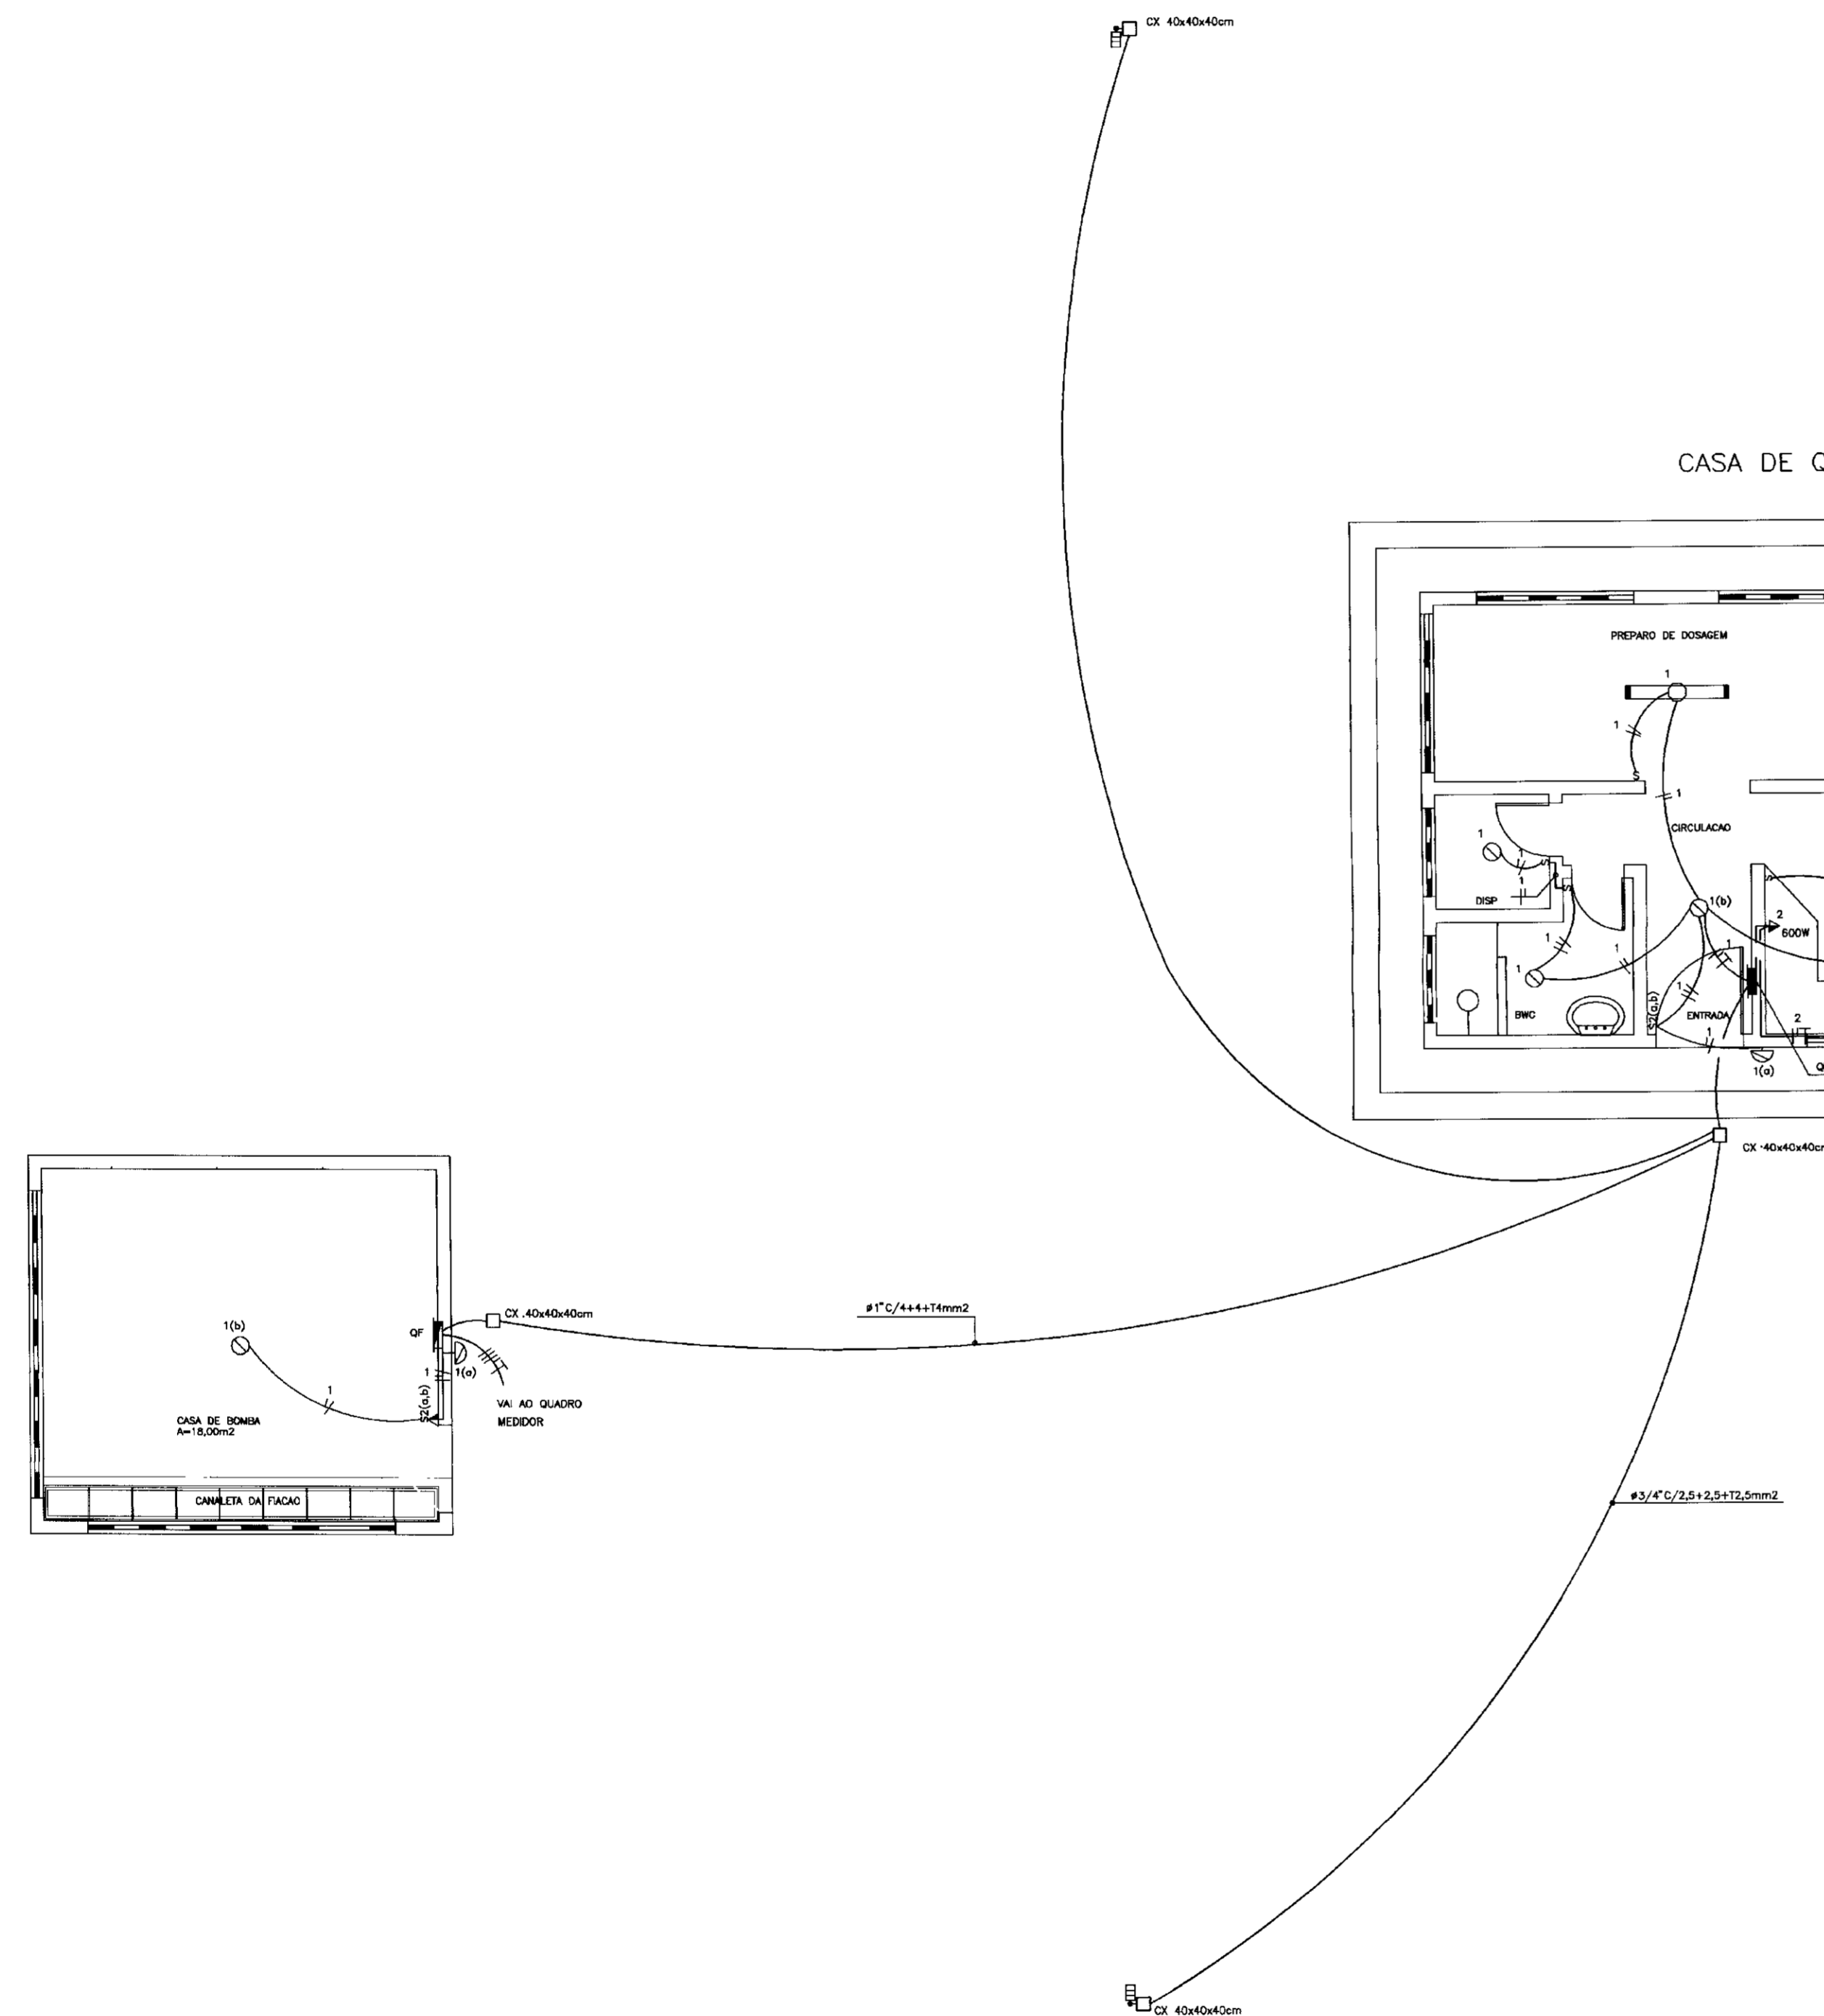 CX 40x40x40cm
CASA DE Q
PREPARO DE DOSAGEM
1
1
S
1
CIRCULACAO
1
1
S
1
DISP
S
S
1(b)
2
600W
1
1
1
1
1
BWC
S2(a,b)
ENTRADA
1
2
1(a)
Q
CX 40x40x40cm
CX .40x40x40cm
ø1"C/4+4+T4mm2
1(b)
QF
1
1(a)
1
S2(a,b)
VAI AO QUADRO
MEDIDOR
CASA DE BOMBA
A=18,00m2
CANALETA DA FIACAO
ø3/4"C/2,5+2,5+T2,5mm2
CX 40x40x40cm